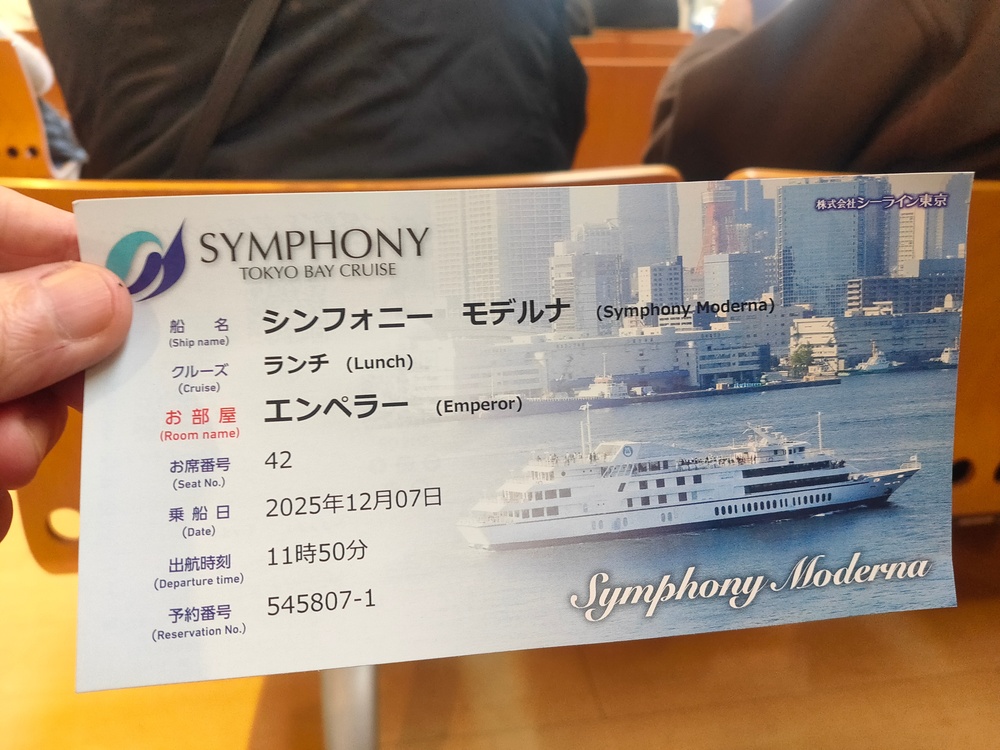 株式会社シーライン東京
SYMPHONY
TOKYO BAY CRUISE
船名 シンフォニー モデルナ (Symphony Moderna)
(Ship name)
クルーズ ランチ (Lunch)
(Cruise)
お部屋 エンペラー (Emperor)
(Room name)
お席番号 42
(Seat No.)
乗船日 2025年12月07日
(Date)
出航時刻 11時50分
(Departure time)
予約番号 545807-1
(Reservation No.)
Symphony Moderna